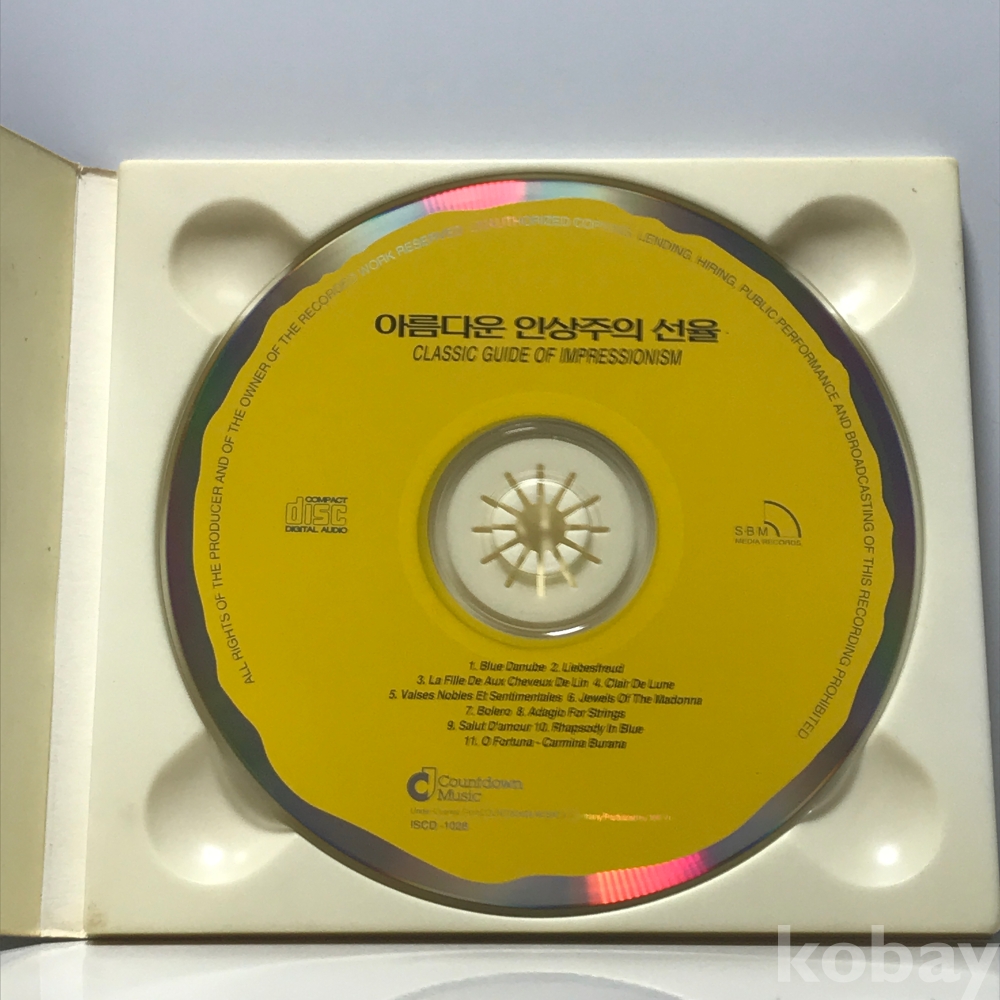 ALL RIGHTS OF THE PRODUCER AND OF THE OWNER OF THE RECORDED WORK RESERVED. UNAUTHORIZED COPYING, LENDING, HIRING, PUBLIC PERFORMANCE AND BROADCASTING OF THIS RECORDING PROHIBITED
아름다운 인상주의 선율
CLASSIC GUIDE OF IMPRESSIONISM
COMPACT
disc
DIGITAL AUDIO
S·B·M
MEDIA RECORDS
1. Blue Danube 2. Liebesfreud
3. La Fille De Aux Cheveux De Lin 4. Clair De Lune
5. Valses Nobles Et Sentimentales 6. Jewels Of The Madonna
7. Bolero 8. Adagio For Strings
9. Salut D'amour 10. Rhapsody In Blue
11. O Fortuna - Carmina Burana
Countdown
Music
ISCD -1028
kobay